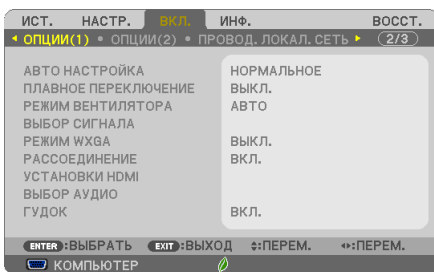 ИСТ. НАСТР. ВКЛ. ИНФ. ВОССТ.
ОПЦИИ(1) • ОПЦИИ(2) • ПРОВОД. ЛОКАЛ. СЕТЬ 2/3
АВТО НАСТРОЙКА НОРМАЛЬНОЕ
ПЛАВНОЕ ПЕРЕКЛЮЧЕНИЕ ВЫКЛ.
РЕЖИМ ВЕНТИЛЯТОРА АВТО
ВЫБОР СИГНАЛА
РЕЖИМ WXGA ВЫКЛ.
РАССОЕДИНЕНИЕ ВКЛ.
УСТАНОВКИ HDMI
ВЫБОР АУДИО
ГУДОК ВКЛ.
ENTER :ВЫБРАТЬ EXIT :ВЫХОД :ПЕРЕМ. :ПЕРЕМ.
КОМПЬЮТЕР